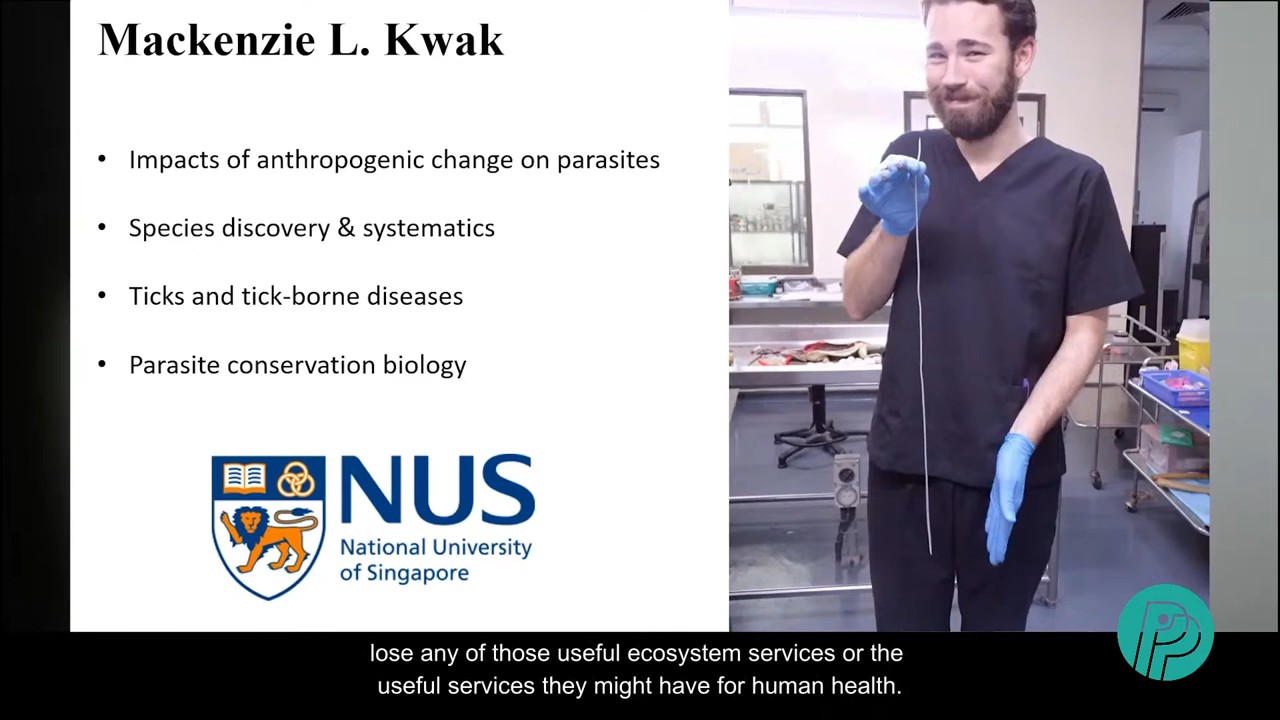 Mackenzie L. Kwak
• Impacts of anthropogenic change on parasites
• Species discovery & systematics
• Ticks and tick-borne diseases
• Parasite conservation biology
NUS
National University
of Singapore
lose any of those useful ecosystem services or the
useful services they might have for human health.